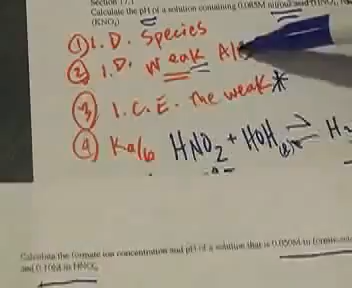 Section 17.1
Calculate the pH of a solution containing 0.085M nitrous acid
(KNO₂)
① I.D. Species
② I.D. Weak A
③ I.C.E. The weak*
④ Ka/b HNO₂ + HOH(l) ⇌ H
Calculate the formate ion concentration and pH of a solution that is 0.050M in formic
and 0.10M in HNO₃